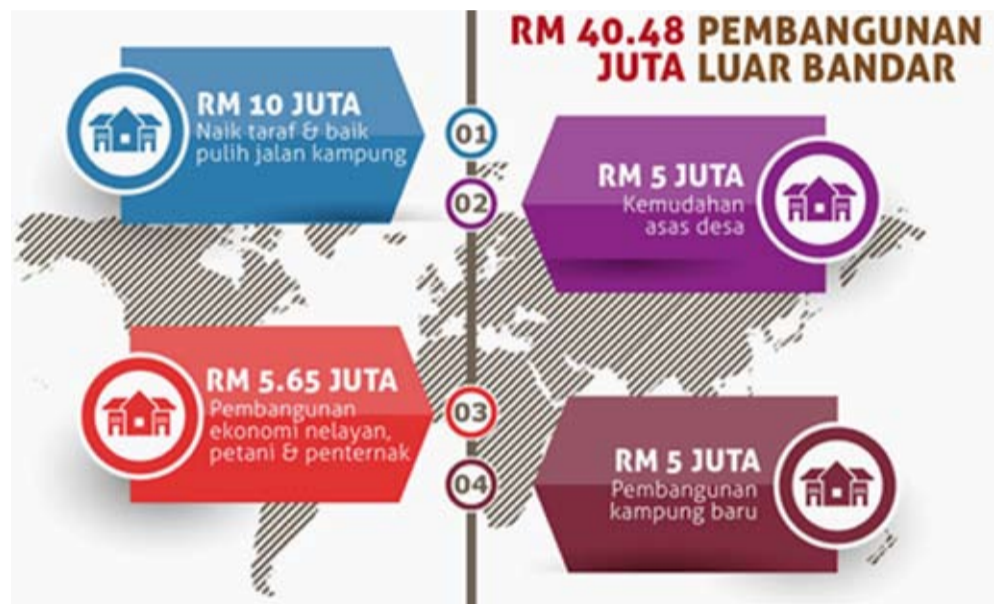 RM 40.48 PEMBANGUNAN
JUTA LUAR BANDAR
RM 10 JUTA
Naik taraf & baik
pulih jalan kampung
01
02
RM 5 JUTA
Kemudahan
asas desa
RM 5.65 JUTA
Pembangunan
ekonomi nelayan,
petani & penternak
03
04
RM 5 JUTA
Pembangunan
kampung baru